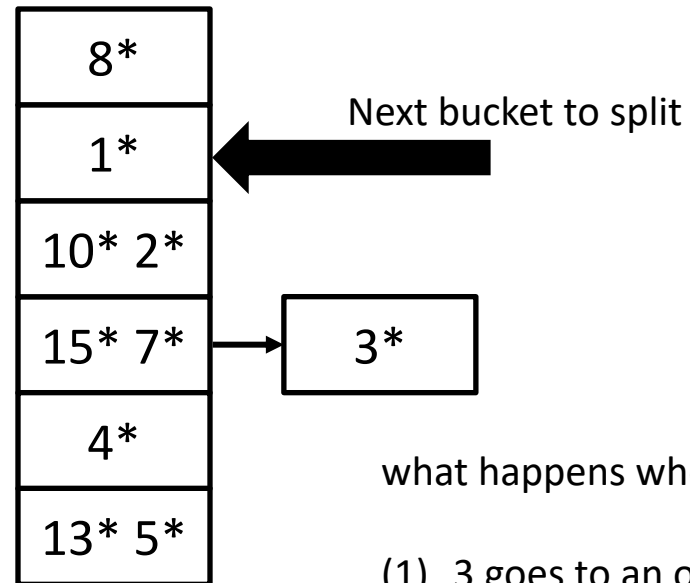 8*
Next bucket to split
1*
10* 2*
15* 7*
3*
4*
what happens
13* 5*
(1) 3 goes to an